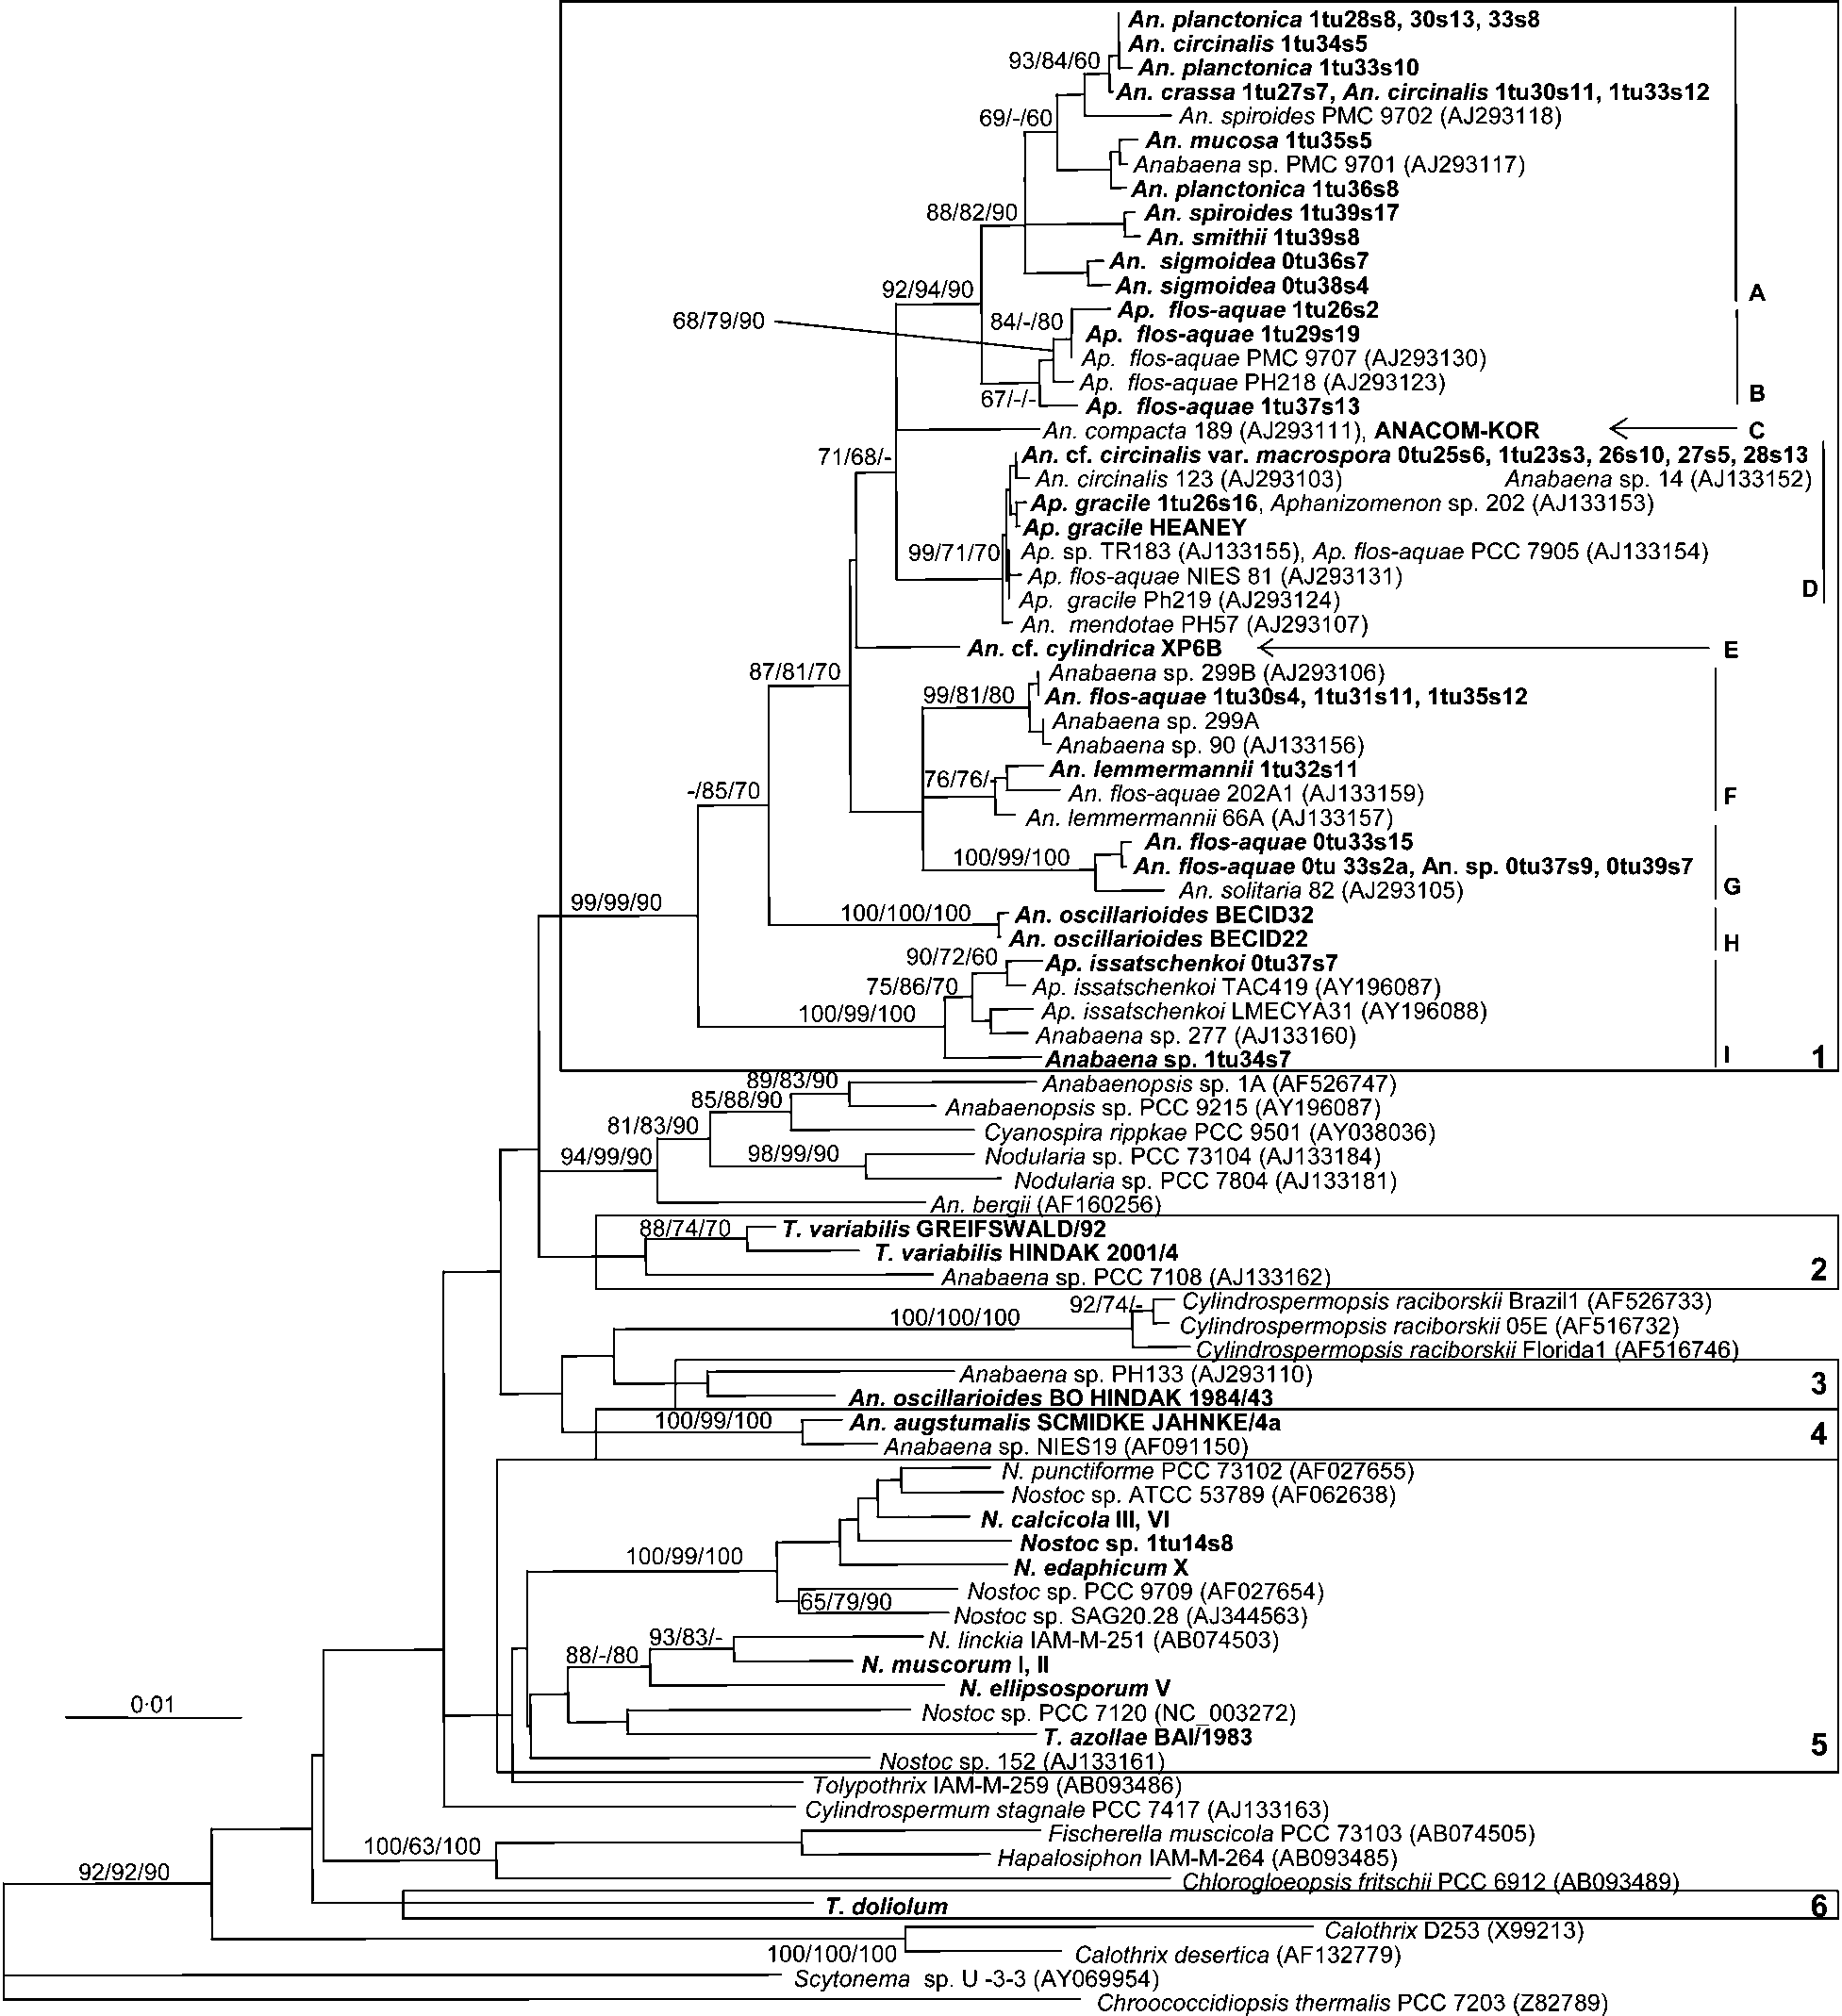 An. planctonica 1tu28s8, 30s13, 33s8
An. circinalis 1tu34s5
93/84/60
An. planctonica 1tu33s10
An. crassa 1tu27s7, An. circinalis 1tu30s11, 1tu33s12
69/-/60
An. spiroides PMC 9702 (AJ293118)
An. mucosa 1tu35s5
Anabaena sp. PMC 9701 (AJ293117)
An. planctonica 1tu36s8
88/82/90
An. spiroides 1tu39s17
An. smithii 1tu39s8
An. sigmoidea 0tu36s7
An. sigmoidea 0tu38s4
92/94/90
A
Ap. flos-aquae 1tu26s2
68/79/90
84/-/80
Ap. flos-aquae 1tu29s19
Ap. flos-aquae PMC 9707 (AJ293130)
Ap. flos-aquae PH218 (AJ293123)
67/-/-
B
Ap. flos-aquae 1tu37s13
An. compacta 189 (AJ293111), ANACOM-KOR
C
71/68/-
An. cf. circinalis var. macrospora 0tu25s6, 1tu23s3, 26s10, 27s5, 28s13
An. circinalis 123 (AJ293103) Anabaena sp. 14 (AJ133152)
Ap. gracile 1tu26s16, Aphanizomenon sp. 202 (AJ133153)
Ap. gracile HEANEY
99/71/70
Ap. sp. TR183 (AJ133155), Ap. flos-aquae PCC 7905 (AJ133154)
Ap. flos-aquae NIES 81 (AJ293131)
D
Ap. gracile Ph219 (AJ293124)
An. mendotae PH57 (AJ293107)
An. cf. cylindrica XP6B
E
87/81/70
Anabaena sp. 299B (AJ293106)
99/81/80
An. flos-aquae 1tu30s4, 1tu31s11, 1tu35s12
Anabaena sp. 299A
Anabaena sp. 90 (AJ133156)
An. lemmermannii 1tu32s11
76/76/-
-/85/70
An. flos-aquae 202A1 (AJ133159)
F
An. lemmermannii 66A (AJ133157)
An. flos-aquae 0tu33s15
100/99/100
An. flos-aquae 0tu 33s2a, An. sp. 0tu37s9, 0tu39s7
An. solitaria 82 (AJ293105)
G
99/99/90
100/100/100
An. oscillarioides BECID32
An. oscillarioides BECID22
H
90/72/60
Ap. issatschenkoi 0tu37s7
75/86/70
Ap. issatschenkoi TAC419 (AY196087)
100/99/100
Ap. issatschenkoi LMECYA31 (AY196088)
Anabaena sp. 277 (AJ133160)
Anabaena sp. 1tu34s7
I
1
89/83/90
Anabaenopsis sp. 1A (AF526747)
85/88/90
Anabaenopsis sp. PCC 9215 (AY196087)
81/83/90
Cyanospira rippkae PCC 9501 (AY038036)
94/99/90
98/99/90
Nodularia sp. PCC 73104 (AJ133184)
Nodularia sp. PCC 7804 (AJ133181)
An. bergii (AF160256)
88/74/70
T. variabilis GREIFSWALD/92
T. variabilis HINDAK 2001/4
Anabaena sp. PCC 7108 (AJ133162)
2
92/74/-
Cylindrospermopsis raciborskii Brazil1 (AF526733)
100/100/100
Cylindrospermopsis raciborskii 05E (AF516732)
Cylindrospermopsis raciborskii Florida1 (AF516746)
Anabaena sp. PH133 (AJ293110)
3
An. oscillarioides BO HINDAK 1984/43
100/99/100
An. augstumalis SCMIDKE JAHNKE/4a
4
Anabaena sp. NIES19 (AF091150)
N. punctiforme PCC 73102 (AF027655)
Nostoc sp. ATCC 53789 (AF062638)
N. calcicola III, VI
Nostoc sp. 1tu14s8
100/99/100
N. edaphicum X
Nostoc sp. PCC 9709 (AF027654)
65/79/90
Nostoc sp. SAG20.28 (AJ344563)
93/83/-
N. linckia IAM-M-251 (AB074503)
88/-/80
N. muscorum I, II
N. ellipsosporum V
0·01
Nostoc sp. PCC 7120 (NC_003272)
T. azollae BAI/1983
5
Nostoc sp. 152 (AJ133161)
Tolypothrix IAM-M-259 (AB093486)
Cylindrospermum stagnale PCC 7417 (AJ133163)
Fischerella muscicola PCC 73103 (AB074505)
100/63/100
Hapalosiphon IAM-M-264 (AB093485)
92/92/90
Chlorogloeopsis fritschii PCC 6912 (AB093489)
T. doliolum
6
Calothrix D253 (X99213)
100/100/100
Calothrix desertica (AF132779)
Scytonema sp. U -3-3 (AY069954)
Chroococcidiopsis thermalis PCC 7203 (Z82789)